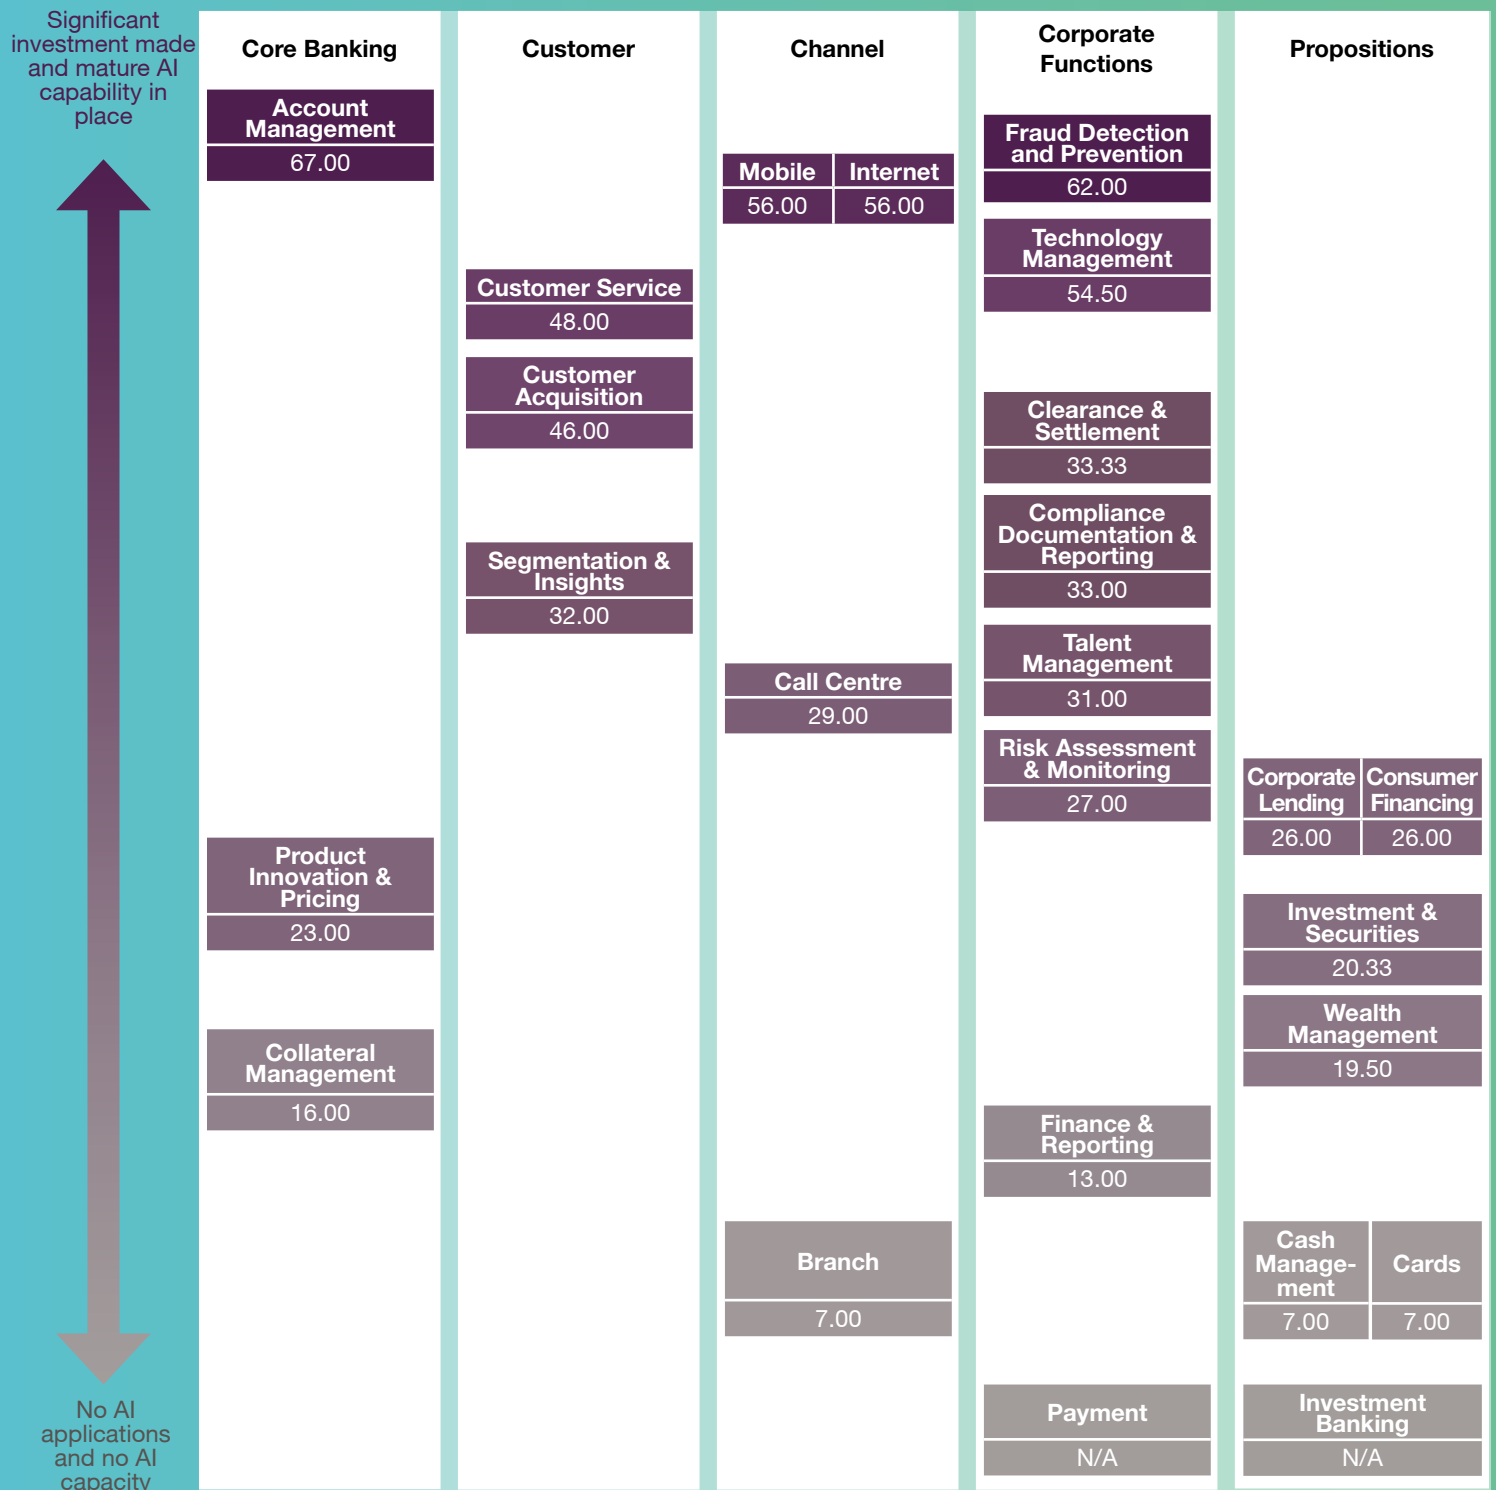 Significant
investment made
and mature AI
capability in
place
No AI
applications
and no AI
capacity
Core Banking
Account
Management
67.00
Product
Innovation &
Pricing
23.00
Collateral
Management
16.00
Customer
Customer Service
48.00
Customer
Acquisition
46.00
Segmentation &
Insights
32.00
Channel
Mobile
56.00
Internet
56.00
Call Centre
29.00
Branch
7.00
Corporate
Functions
Fraud Detection
and Prevention
62.00
Technology
Management
54.50
Clearance &
Settlement
33.33
Compliance
Documentation &
Reporting
33.00
Talent
Management
31.00
Risk Assessment
& Monitoring
27.00
Finance &
Reporting
13.00
Payment
N/A
Propositions
Corporate
Lending
26.00
Consumer
Financing
26.00
Investment &
Securities
20.33
Wealth
Management
19.50
Cash
Manage-
ment
7.00
Cards
7.00
Investment
Banking
N/A